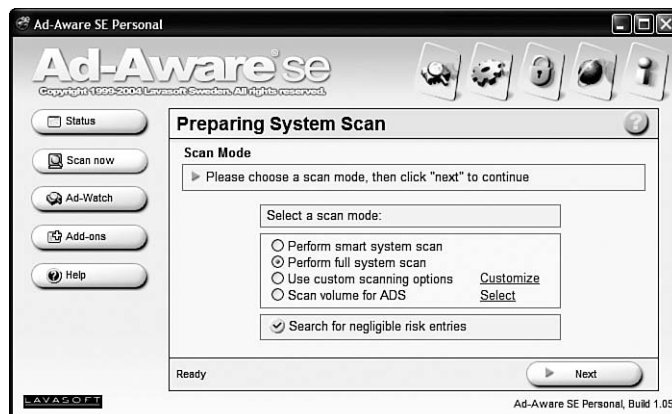 Ad-Aware SE Personal
Ad-Aware se
Copyright 1999-2004 Lavasoft Sweden. All rights reserved.
Status
Scan now
Ad-Watch
Add-ons
Help
Preparing System Scan
Scan Mode
Please choose a scan mode, then click "next" to continue
Select a scan mode:
Perform smart system scan
Perform full system scan
Use custom scanning options Customize
Scan volume for ADS Select
Search for negligible risk entries
Ready
Next
LAVASOFT
Ad-Aware SE Personal, Build 1.05